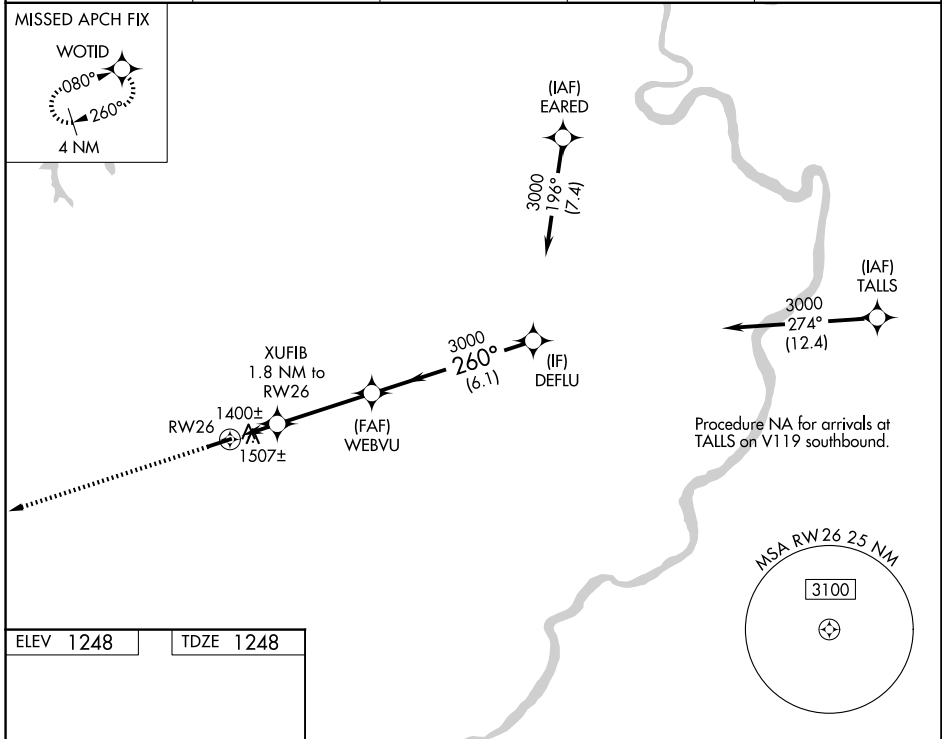 MISSED APCH FIX
WOTID
080°
260°
4 NM
(IAF)
EARED
3000
196°
(7.4)
(IAF)
TALLS
3000
274°
(12.4)
3000
260°
(6.1)
(IF)
DEFLU
XUFIB
1.8 NM to
RW26
(FAF)
WEBVU
RW26
1400±
1507±
Procedure NA for arrivals at
TALLS on V119 southbound.
MSA RW26 25 NM
3100
ELEV 1248
TDZE 1248